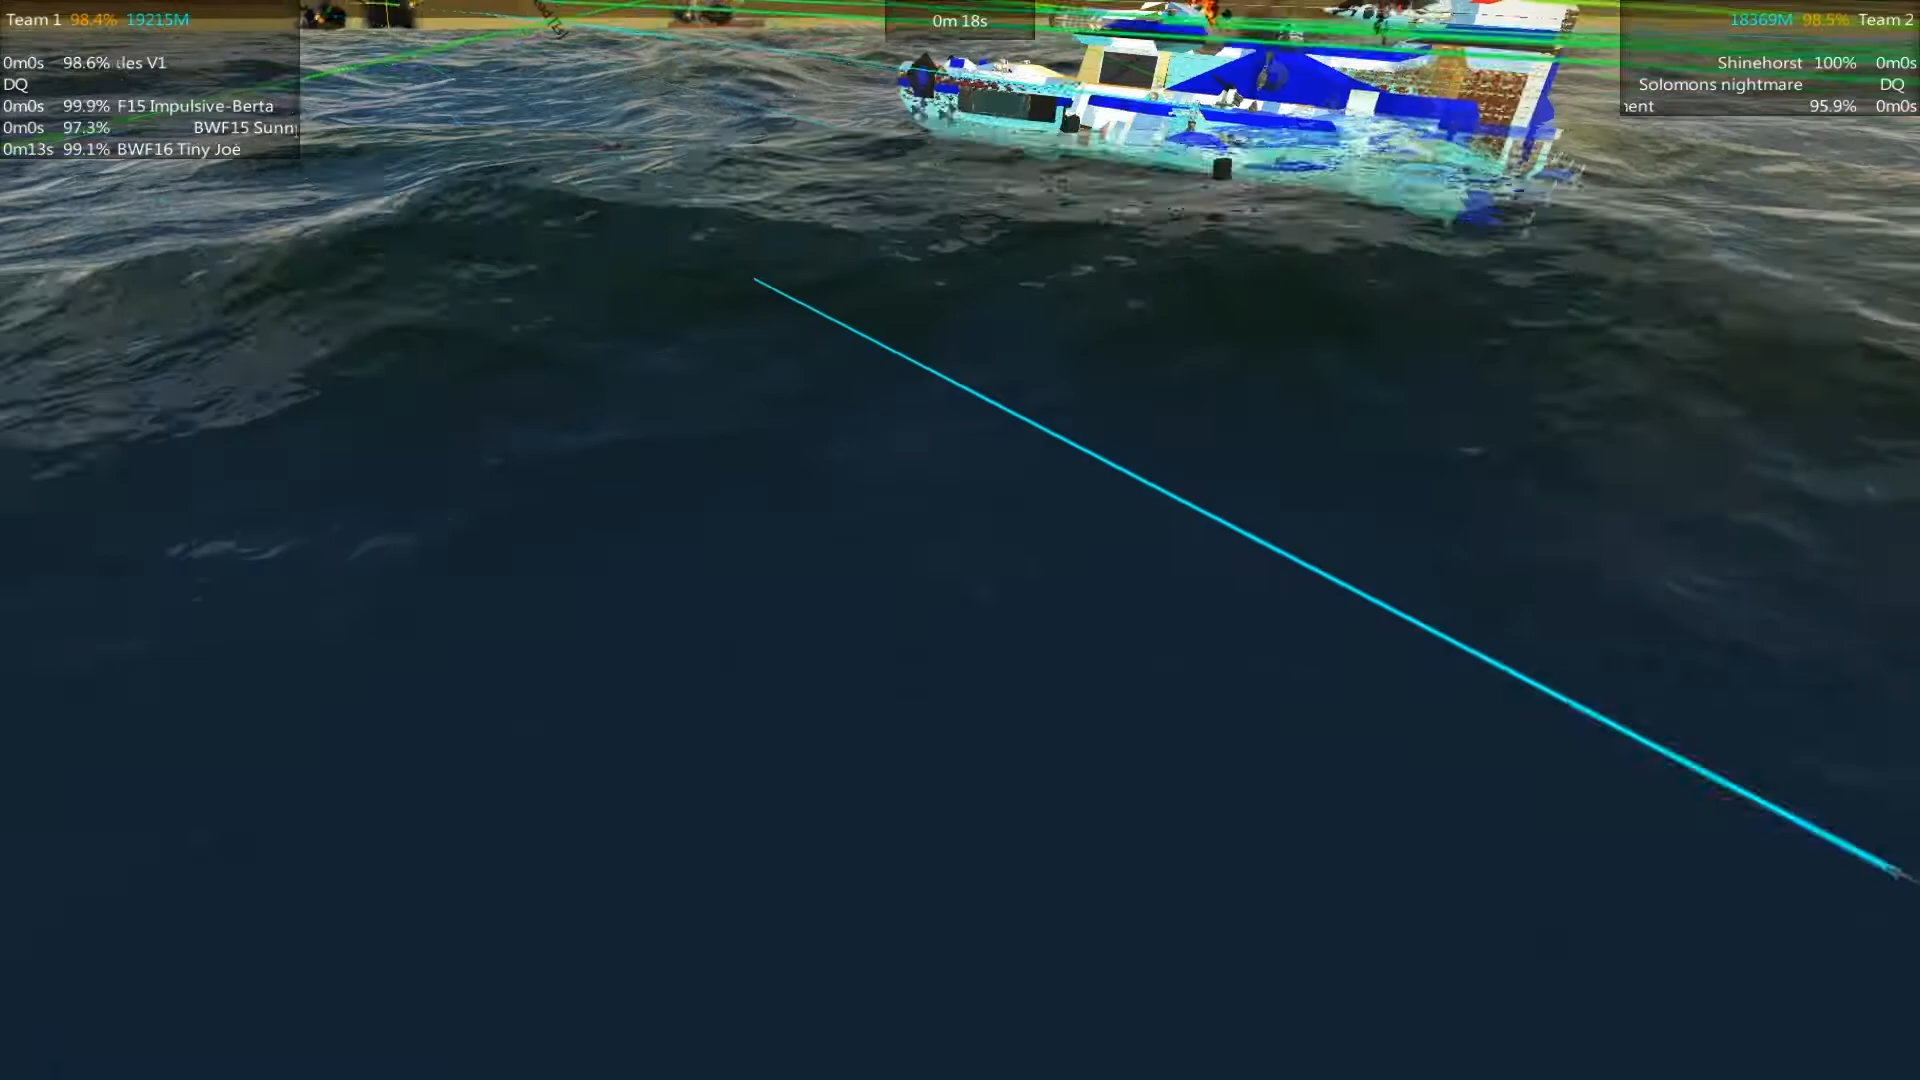 Team 1 98.4% 19215M
0m0s 98.6% les V1
DQ
0m0s 99.9% F15 Impulsive-Berta
0m0s 97.3% BWF15 Sunn
0m13s 99.1% BWF16 Tiny Joe
0m 18s
18369M 98.5% Team 2
Shinehorst 100% 0m0s
Solomons nightmare DQ
ent 95.9% 0m0s